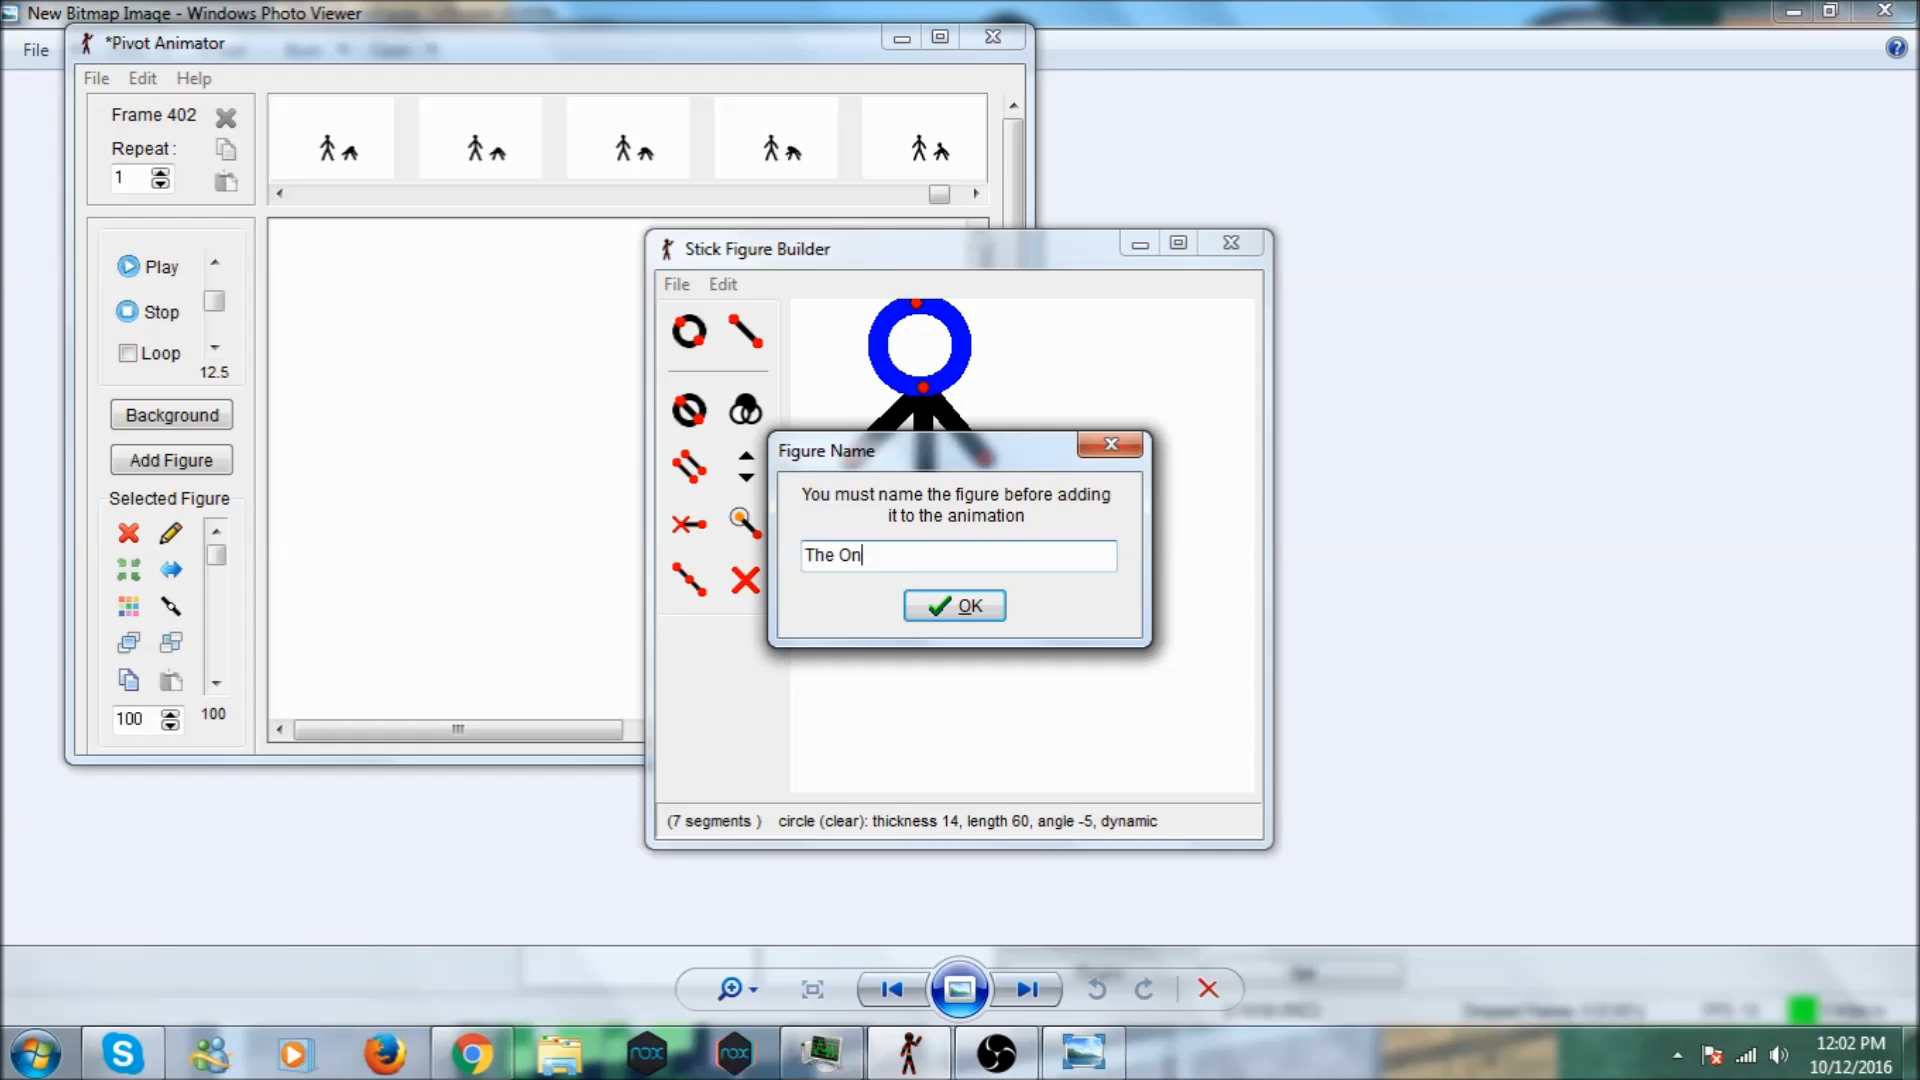 New Bitmap Image - Windows Photo Viewer
File
*Pivot Animator
File Edit Help
Frame 402
Repeat :
1
Play
Stop
Loop
12.5
Background
Add Figure
Selected Figure
100
100
Stick Figure Builder
File Edit
Figure Name
You must name the figure before adding
it to the animation
The On
OK
(7 segments ) circle (clear): thickness 14, length 60, angle -5, dynamic
nox
nox
12:02 PM
10/12/2016